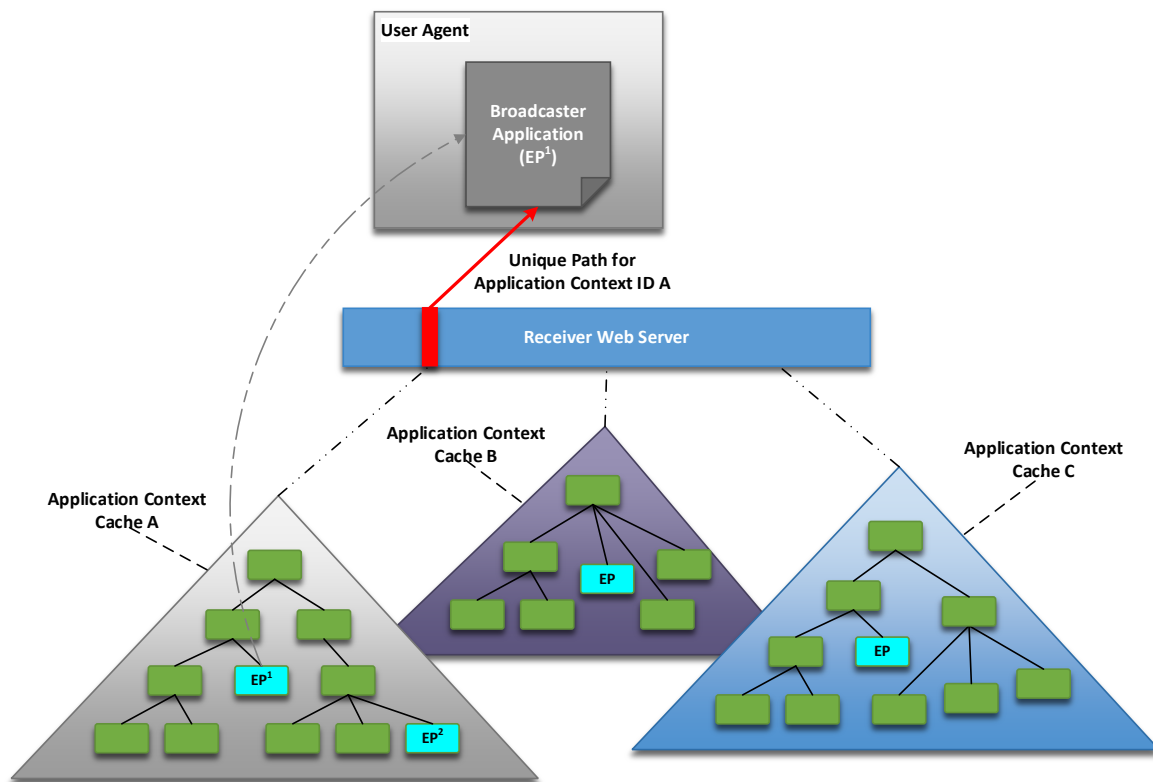 User Agent
Broadcaster
Application
(EP¹)
Unique Path for
Application Context ID A
Receiver Web Server
Application Context
Cache B
Application Context
Cache C
Application Context
Cache A
EP
EP
EP¹
EP²